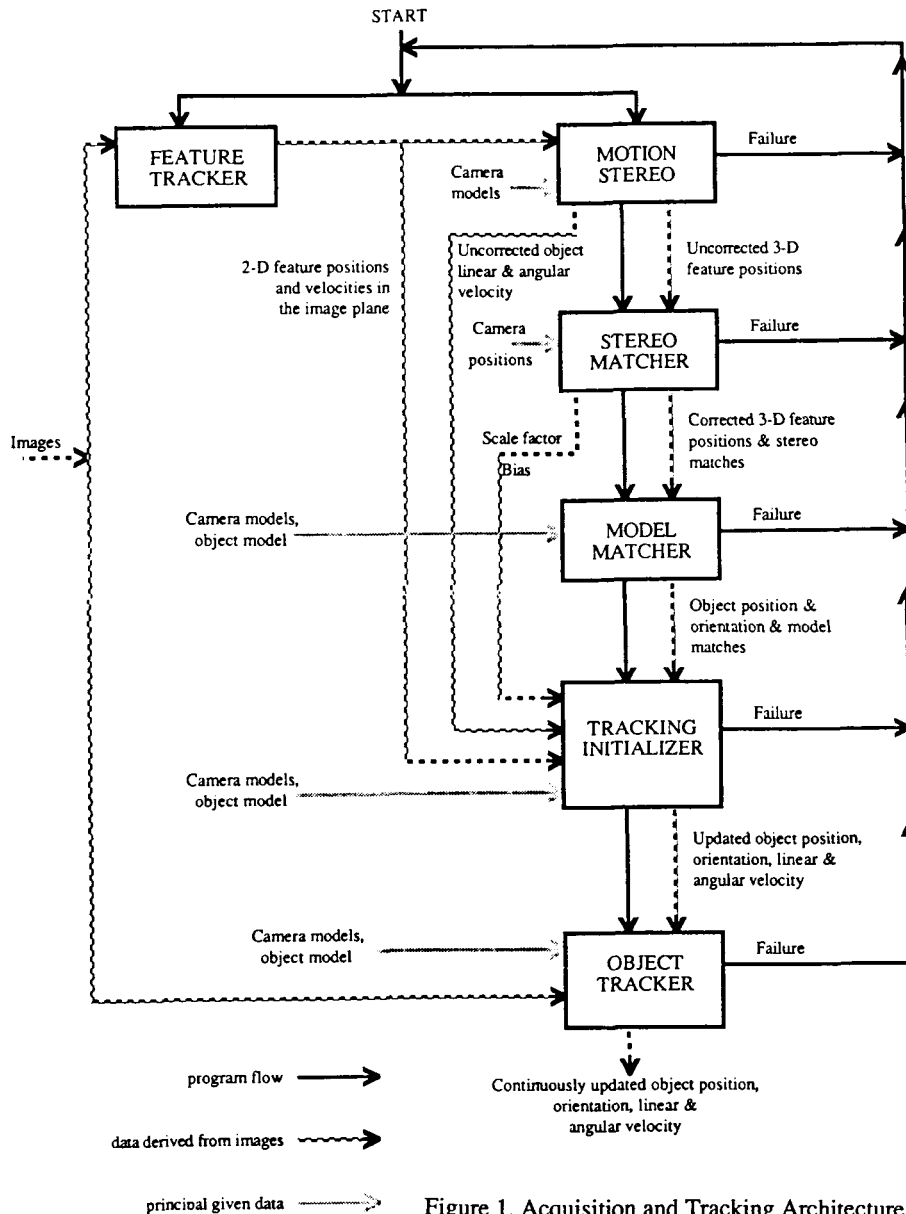 START
FEATURE
TRACKER
MOTION
STEREO
Failure
Camera
models
2-D feature positions
and velocities in
the image plane
Uncorrected object
linear & angular
velocity
Uncorrected 3-D
feature positions
Camera
positions
STEREO
MATCHER
Failure
Images
Scale factor
Bias
Corrected 3-D feature
positions & stereo
matches
Camera models,
object model
MODEL
MATCHER
Failure
Object position &
orientation & model
matches
TRACKING
INITIALIZER
Failure
Camera models,
object model
Updated object position,
orientation, linear &
angular velocity
Camera models,
object model
OBJECT
TRACKER
Failure
program flow
Continuously updated object position,
orientation, linear &
angular velocity
data derived from images
principal given data
Figure 1. Acquisition and Tracking Architecture